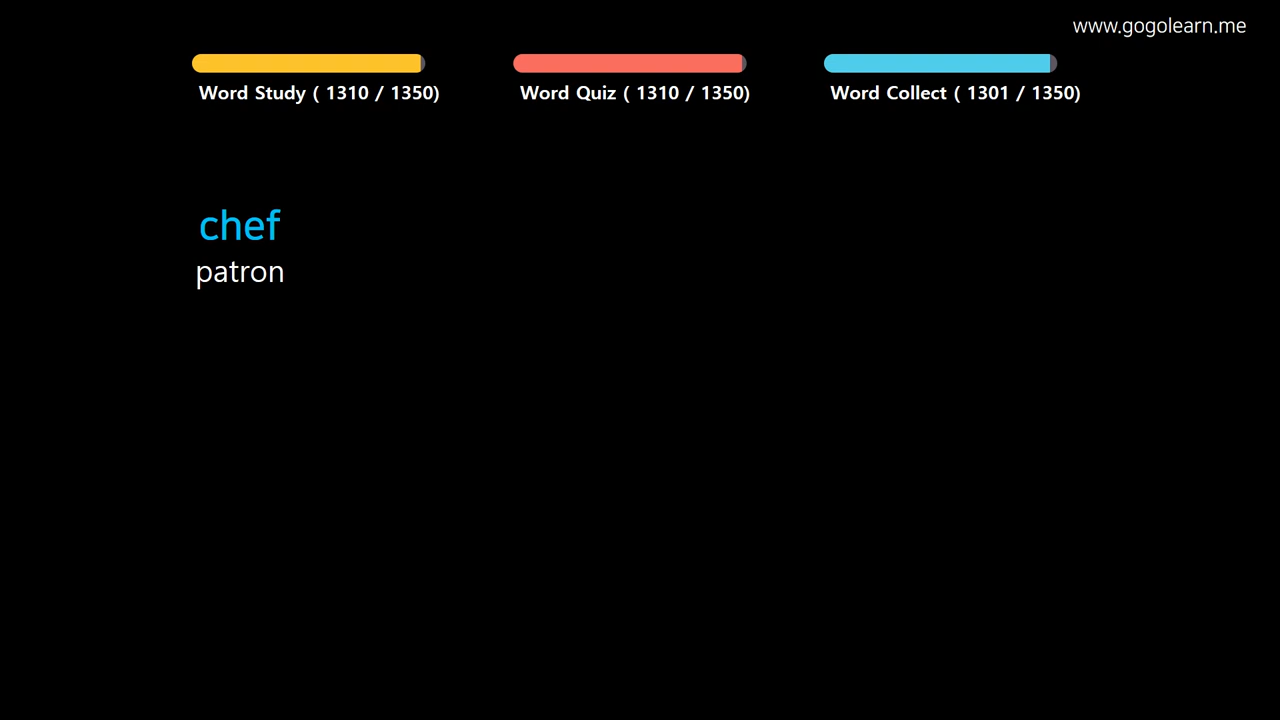 www.gogolearn.me
Word Study ( 1310 / 1350)
Word Quiz ( 1310 / 1350)
Word Collect ( 1301 / 1350)
chef
patron